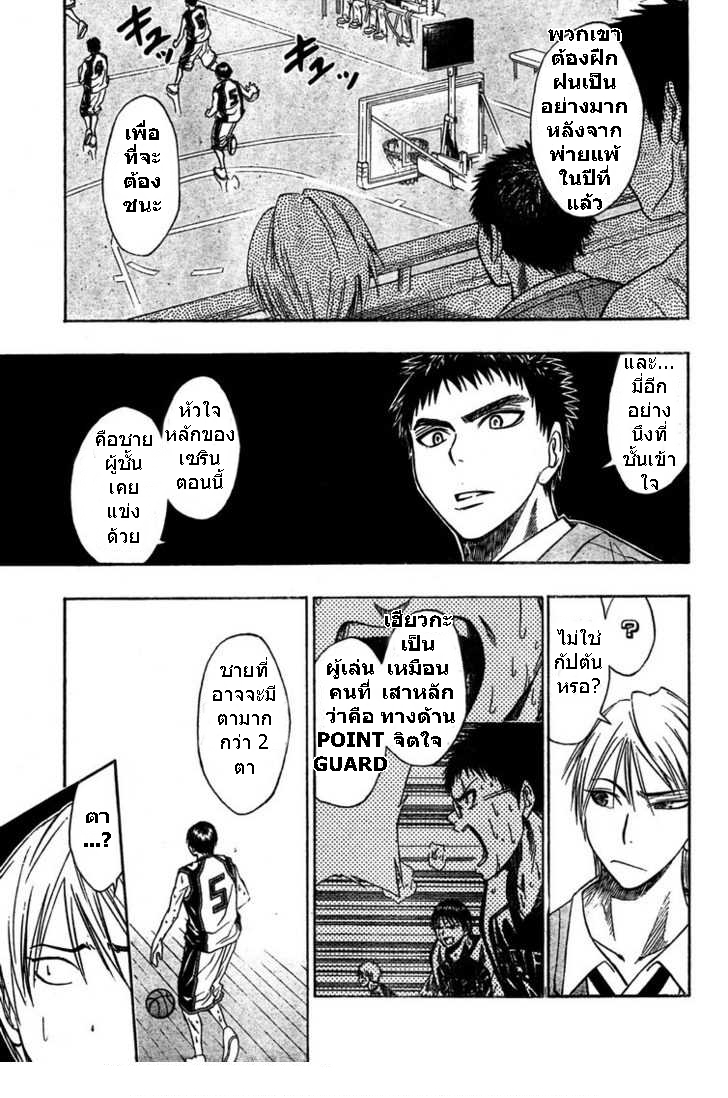 พวกเขา
ต้องฝึก
ฝนเป็น
อย่างมาก
หลังจาก
พ่ายแพ้
ในปีที่
แล้ว
キュッ
キュッ
เพื่อ
ที่จะ
ต้อง
ชนะ
และ...
มี่อีก
อย่าง
นึงที่
ชั้นเข้า
ใจ
หัวใจ
หลักของ
เซริน
ตอนนี้
คือชาย
ผู้ชั้น
เคย
แข่ง
ด้วย
?
ไม่ใช่
กัปตัน
หรอ?
เฮียวกะ
เป็น
เหมือน
เสาหลัก
ทางด้าน
จิตใจ
ผู้เล่น
คนที่
ว่าคือ
POINT
GUARD
ชายที่
อาจจะมี
ตามาก
กว่า 2
ตา
5
5
5
ตา
...?